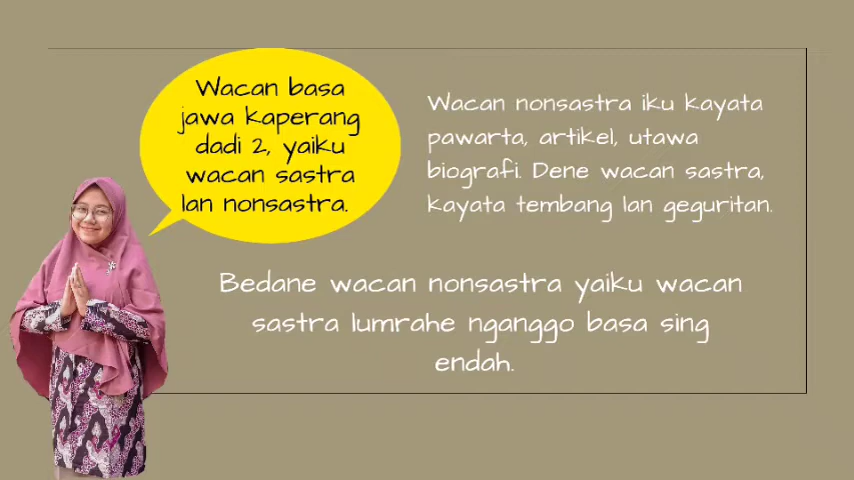 Wacan basa
jawa kaperang
dadi 2, yaiku
wacan sastra
lan nonsastra.
Wacan nonsastra iku kayata
pawarta, artikel, utawa
biografi. Dene wacan sastra,
kayata tembang lan geguritan.
Bedane wacan nonsastra yaiku wacan
sastra lumrahe nganggo basa sing
endah.